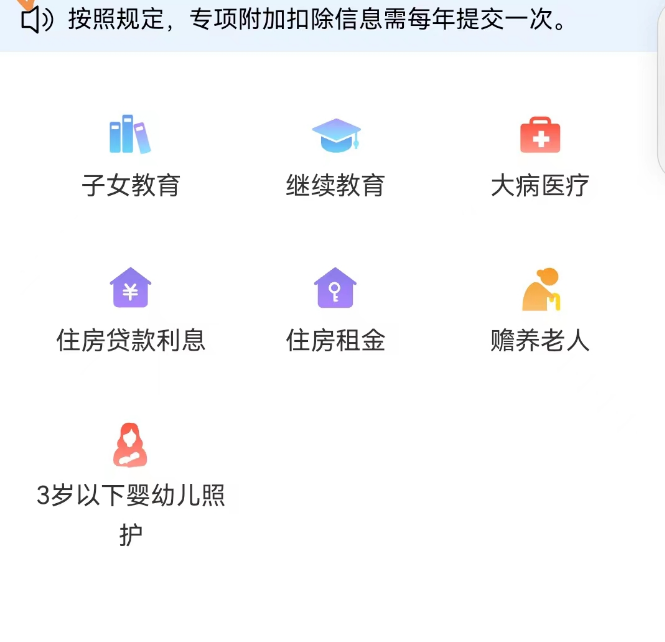 按照规定，专项附加扣除信息需每年提交一次。
子女教育
继续教育
大病医疗
住房贷款利息
住房租金
赡养老人
3岁以下婴幼儿照
护